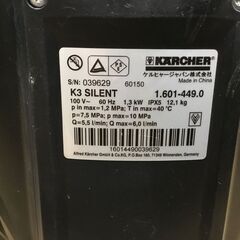 KÄRCHER
ケルヒャージャパン株式会社
Made in China
S/N: 039629 60150
K3 SILENT 1.601-449.0
100 V~ 60 Hz 1,3 kW IPX5 12,1 kg
p in max=1,2 MPa; T in max=40°C
p=7,5 MPa; p max=10 MPa
Q=5,5 l/min; Q max=6,0 l/min
Alfred Kärcher GmbH & Co.KG, P.O.Box 160, 71349 Winnenden, Germany
16014490039629